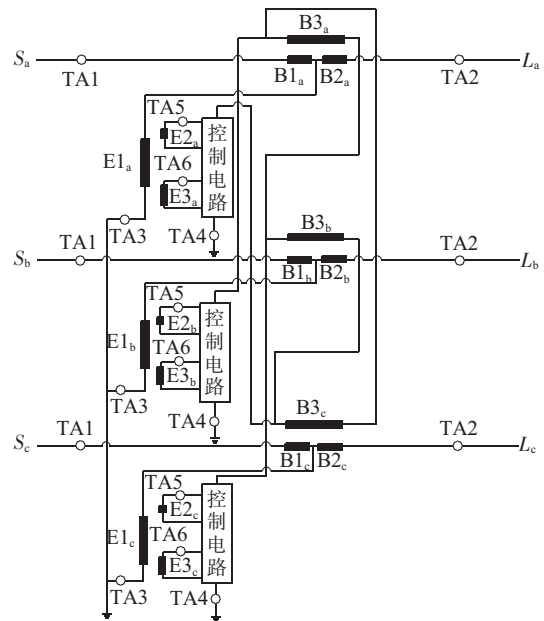 B3a
Sa TA1 B1a B2a TA2 La
TA5
E2a
控制电路
E1a
TA6
E3a
TA3 TA4
B3b
Sb TA1 B1b B2b TA2 Lb
TA5
E2b
控制电路
E1b
TA6
E3b
TA3 TA4
B3c
Sc TA1 B1c B2c TA2 Lc
TA5
E2c
控制电路
E1c
TA6
E3c
TA3 TA4